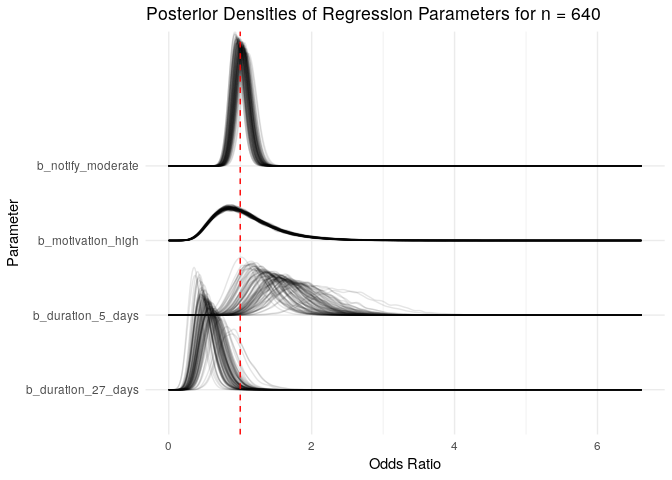 Posterior Densities of Regression Parameters for n = 640
Parameter
b_notify_moderate
b_motivation_high
b_duration_5_days
b_duration_27_days
0 2 4 6
Odds Ratio